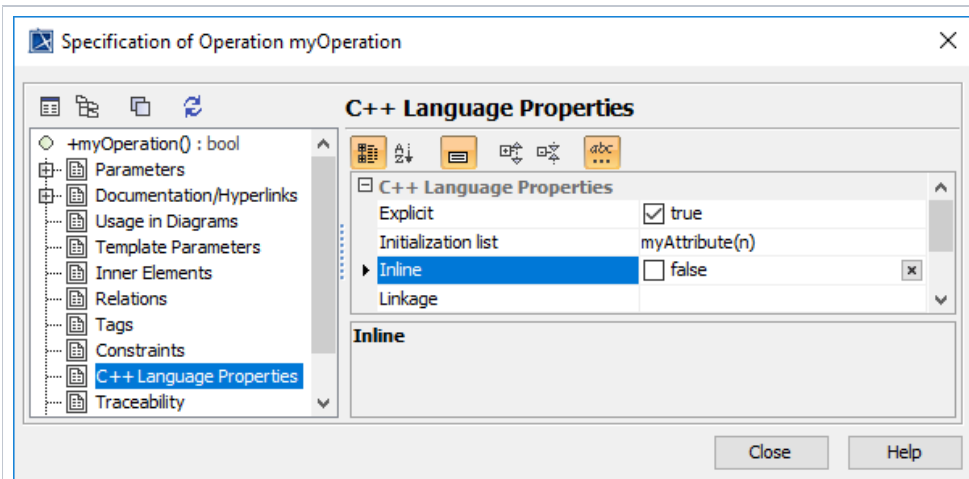 Specification of Operation myOperation
C++ Language Properties
+myOperation() : bool
Parameters
Documentation/Hyperlinks
Usage in Diagrams
Template Parameters
Inner Elements
Relations
Tags
Constraints
C++ Language Properties
Traceability
A
Z
abc
C++ Language Properties
Explicit true
Initialization list myAttribute(n)
Inline false
Linkage
Inline
Close Help